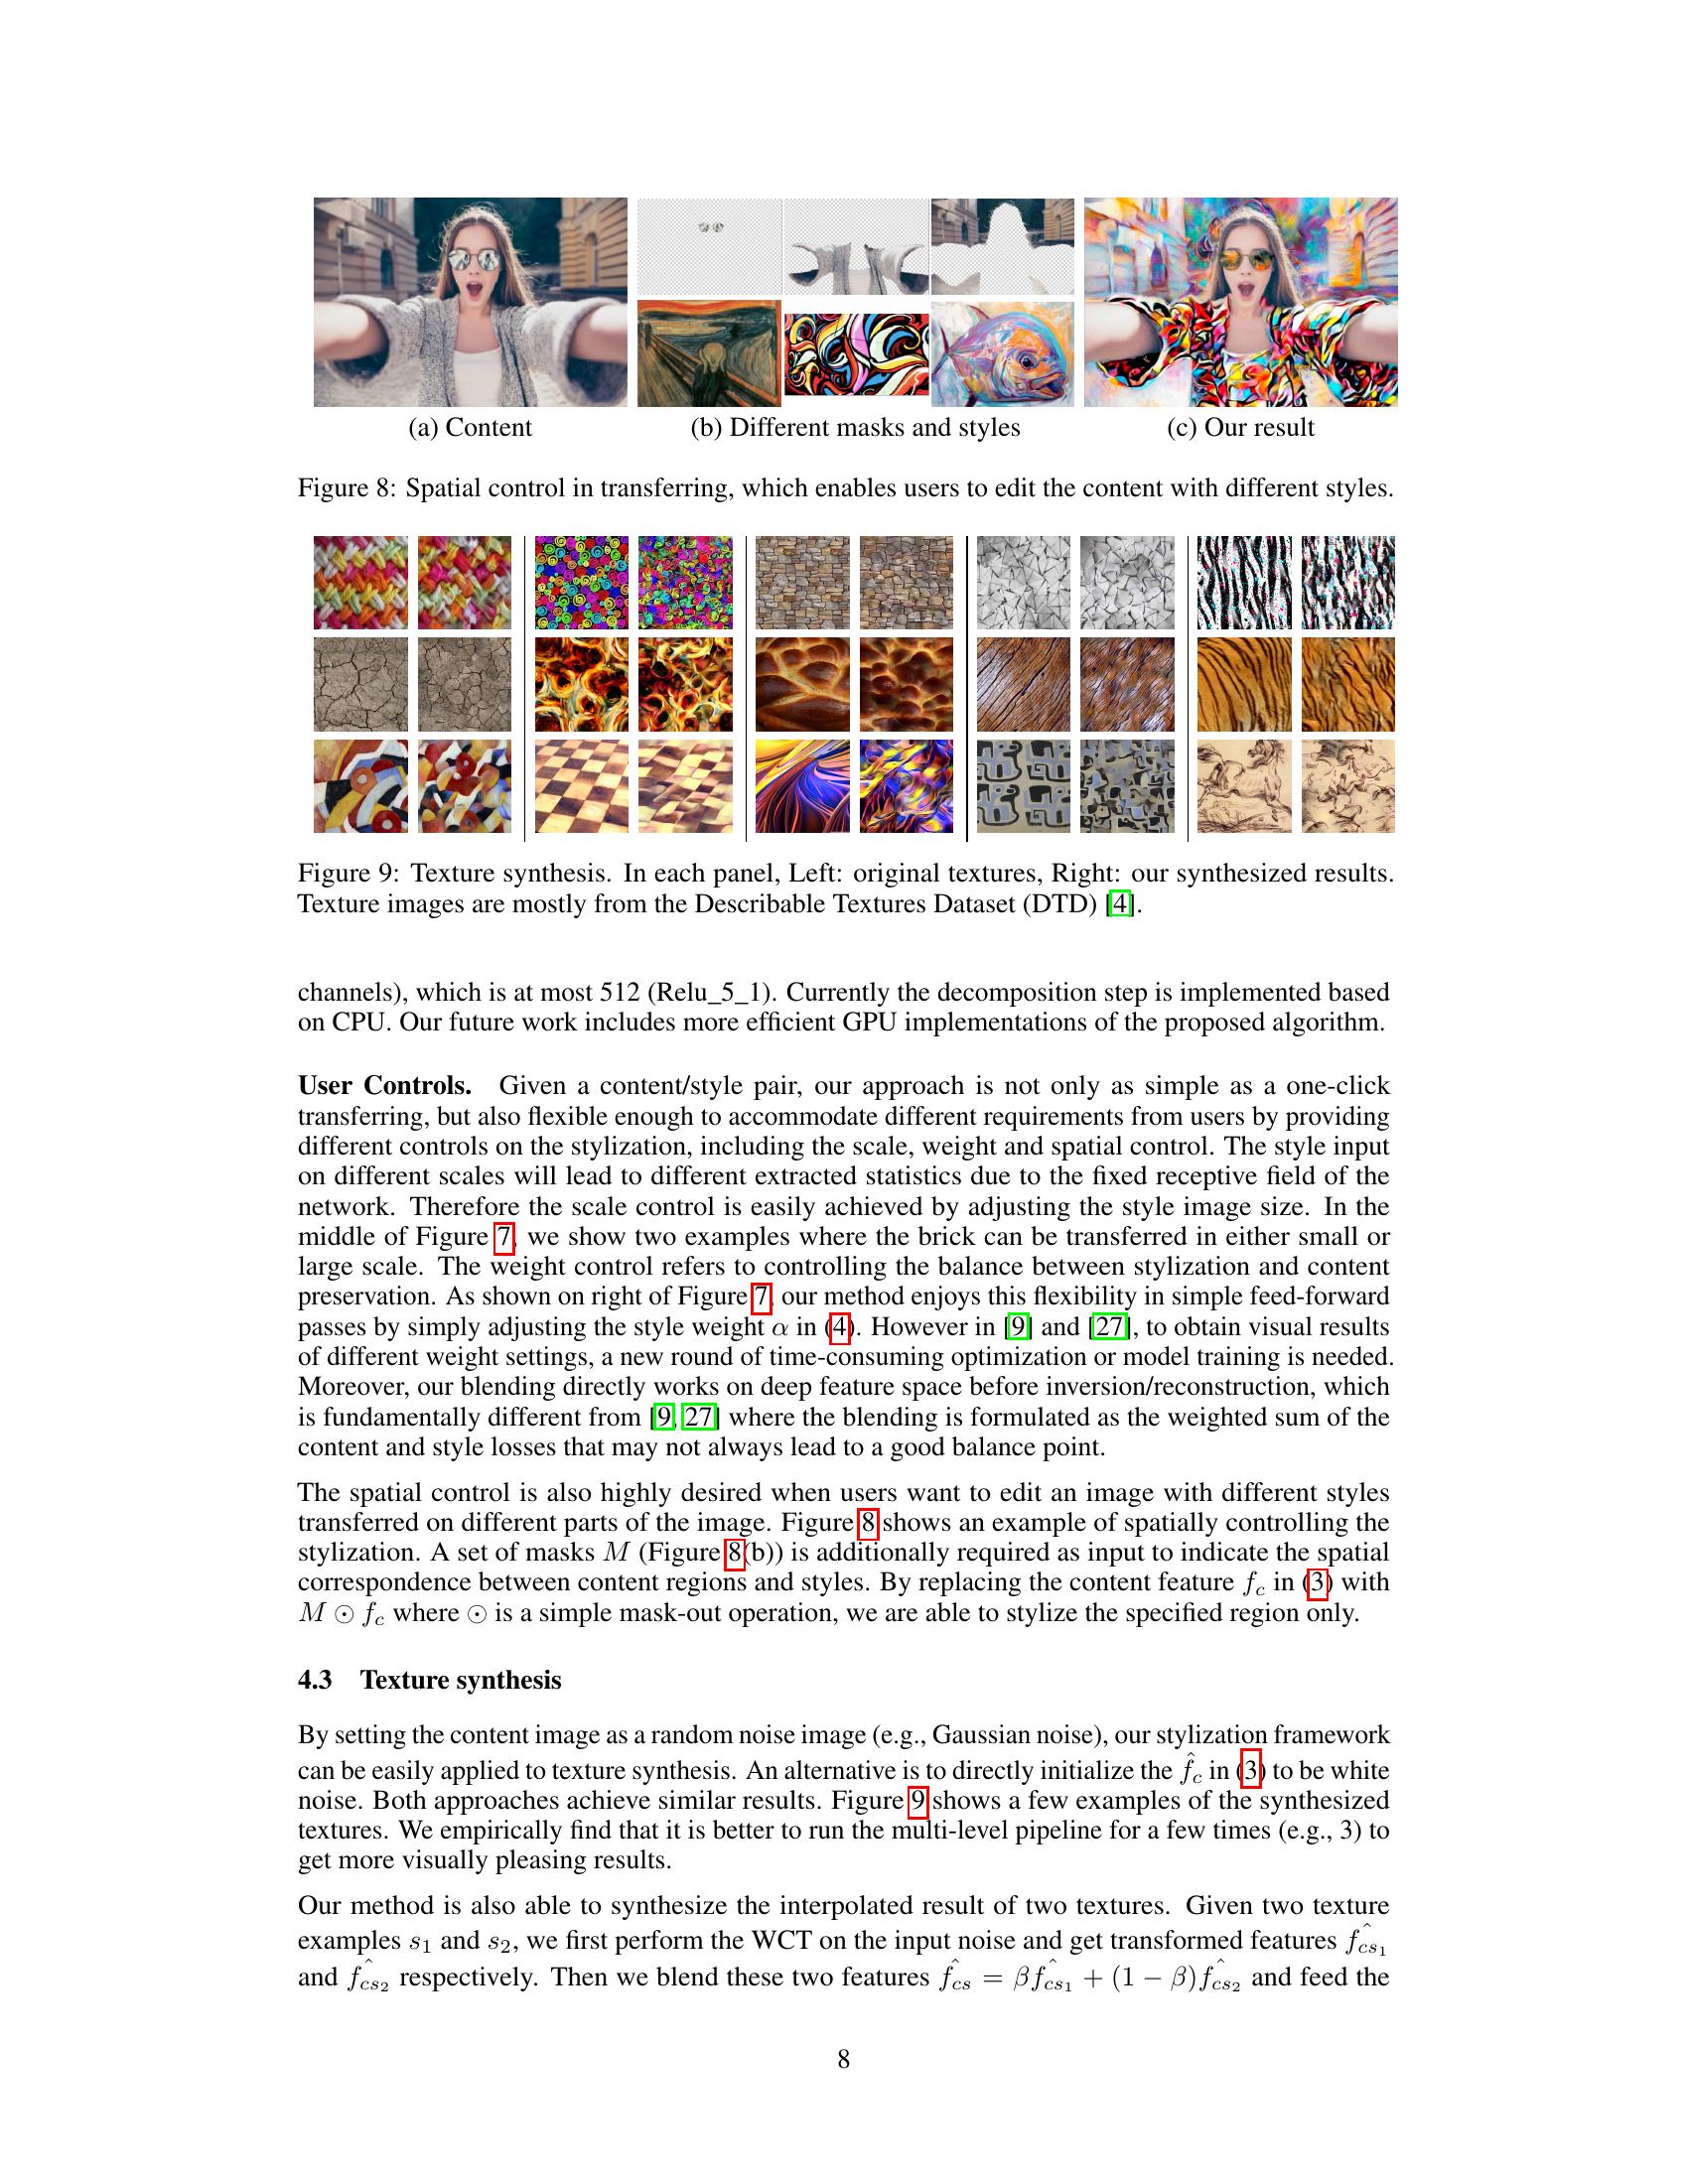 (a) Content
(b) Different masks and styles
(c) Our result
Figure 8: Spatial control in transferring, which enables users to edit the content with different styles.
Figure 9: Texture synthesis. In each panel, Left: original textures, Right: our synthesized results.
Texture images are mostly from the Describable Textures Dataset (DTD) [4].
channels), which is at most 512 (Relu_5_1). Currently the decomposition step is implemented based
on CPU. Our future work includes more efficient GPU implementations of the proposed algorithm.
User Controls. Given a content/style pair, our approach is not only as simple as a one-click
transferring, but also flexible enough to accommodate different requirements from users by providing
different controls on the stylization, including the scale, weight and spatial control. The style input
on different scales will lead to different extracted statistics due to the fixed receptive field of the
network. Therefore the scale control is easily achieved by adjusting the style image size. In the
middle of Figure 7, we show two examples where the brick can be transferred in either small or
large scale. The weight control refers to controlling the balance between stylization and content
preservation. As shown on right of Figure 7, our method enjoys this flexibility in simple feed-forward
passes by simply adjusting the style weight α in (4). However in [9] and [27], to obtain visual results
of different weight settings, a new round of time-consuming optimization or model training is needed.
Moreover, our blending directly works on deep feature space before inversion/reconstruction, which
is fundamentally different from [9, 27] where the blending is formulated as the weighted sum of the
content and style losses that may not always lead to a good balance point.
The spatial control is also highly desired when users want to edit an image with different styles
transferred on different parts of the image. Figure 8 shows an example of spatially controlling the
stylization. A set of masks M (Figure 8(b)) is additionally required as input to indicate the spatial
correspondence between content regions and styles. By replacing the content feature f_c in (3) with
M ⊙ f_c where ⊙ is a simple mask-out operation, we are able to stylize the specified region only.
4.3 Texture synthesis
By setting the content image as a random noise image (e.g., Gaussian noise), our stylization framework
can be easily applied to texture synthesis. An alternative is to directly initialize the \hat{f_c} in (3) to be white
noise. Both approaches achieve similar results. Figure 9 shows a few examples of the synthesized
textures. We empirically find that it is better to run the multi-level pipeline for a few times (e.g., 3) to
get more visually pleasing results.
Our method is also able to synthesize the interpolated result of two textures. Given two texture
examples s_1 and s_2, we first perform the WCT on the input noise and get transformed features \hat{f_{cs_1}}
and \hat{f_{cs_2}} respectively. Then we blend these two features \hat{f_{cs}} = β\hat{f_{cs_1}} + (1 − β)\hat{f_{cs_2}} and feed the
8